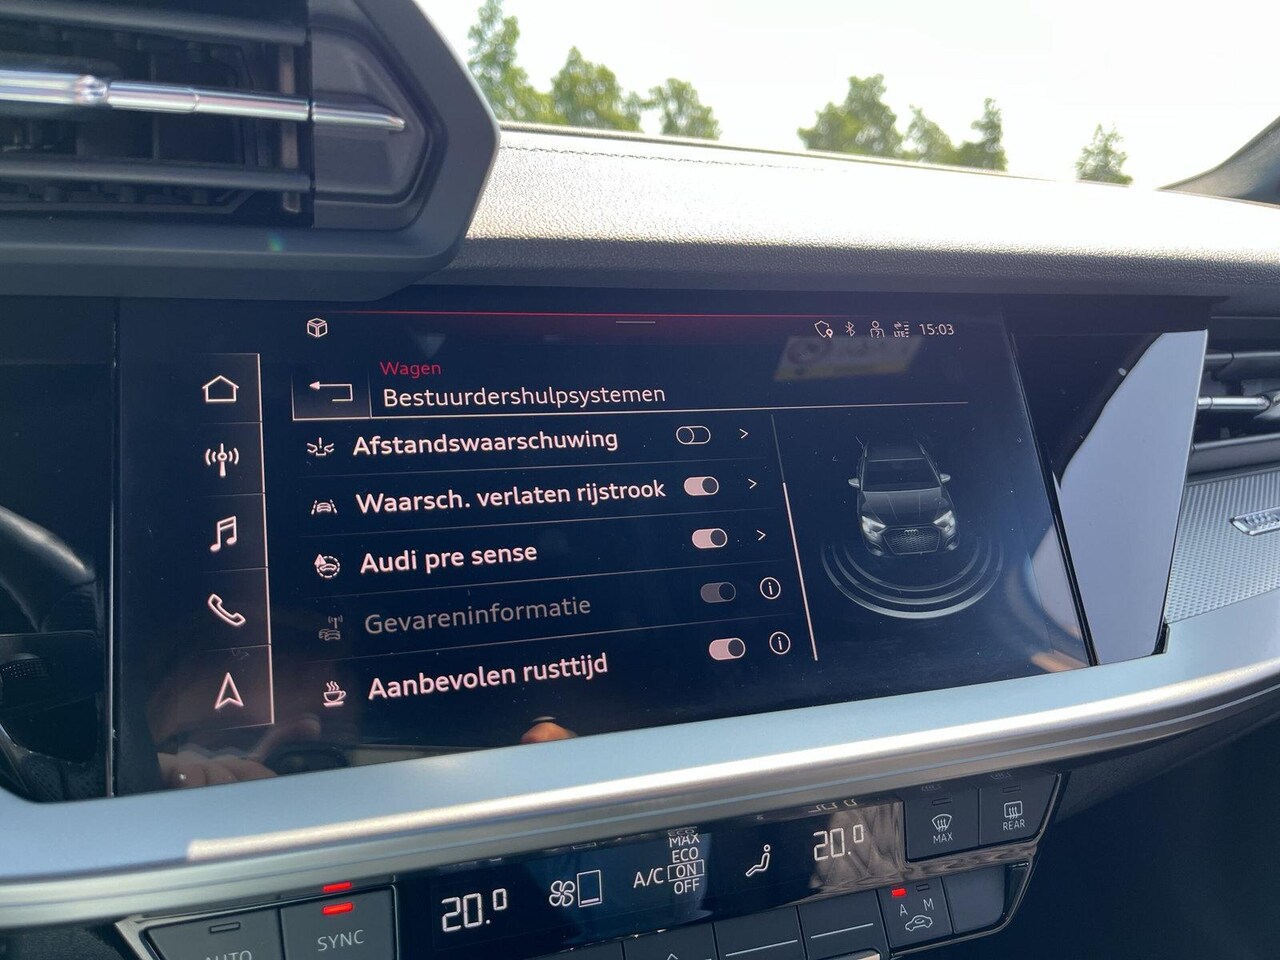 LTE 15:03
Wagen
Bestuurdershulpsystemen
Afstandswaarschuwing
Waarsch. verlaten rijstrook
Audi pre sense
Gevareninformatie
Aanbevolen rusttijd
20.0
A/C
MAX
ECO
ON
OFF
20.0
MAX
REAR
AUTO
SYNC
A M